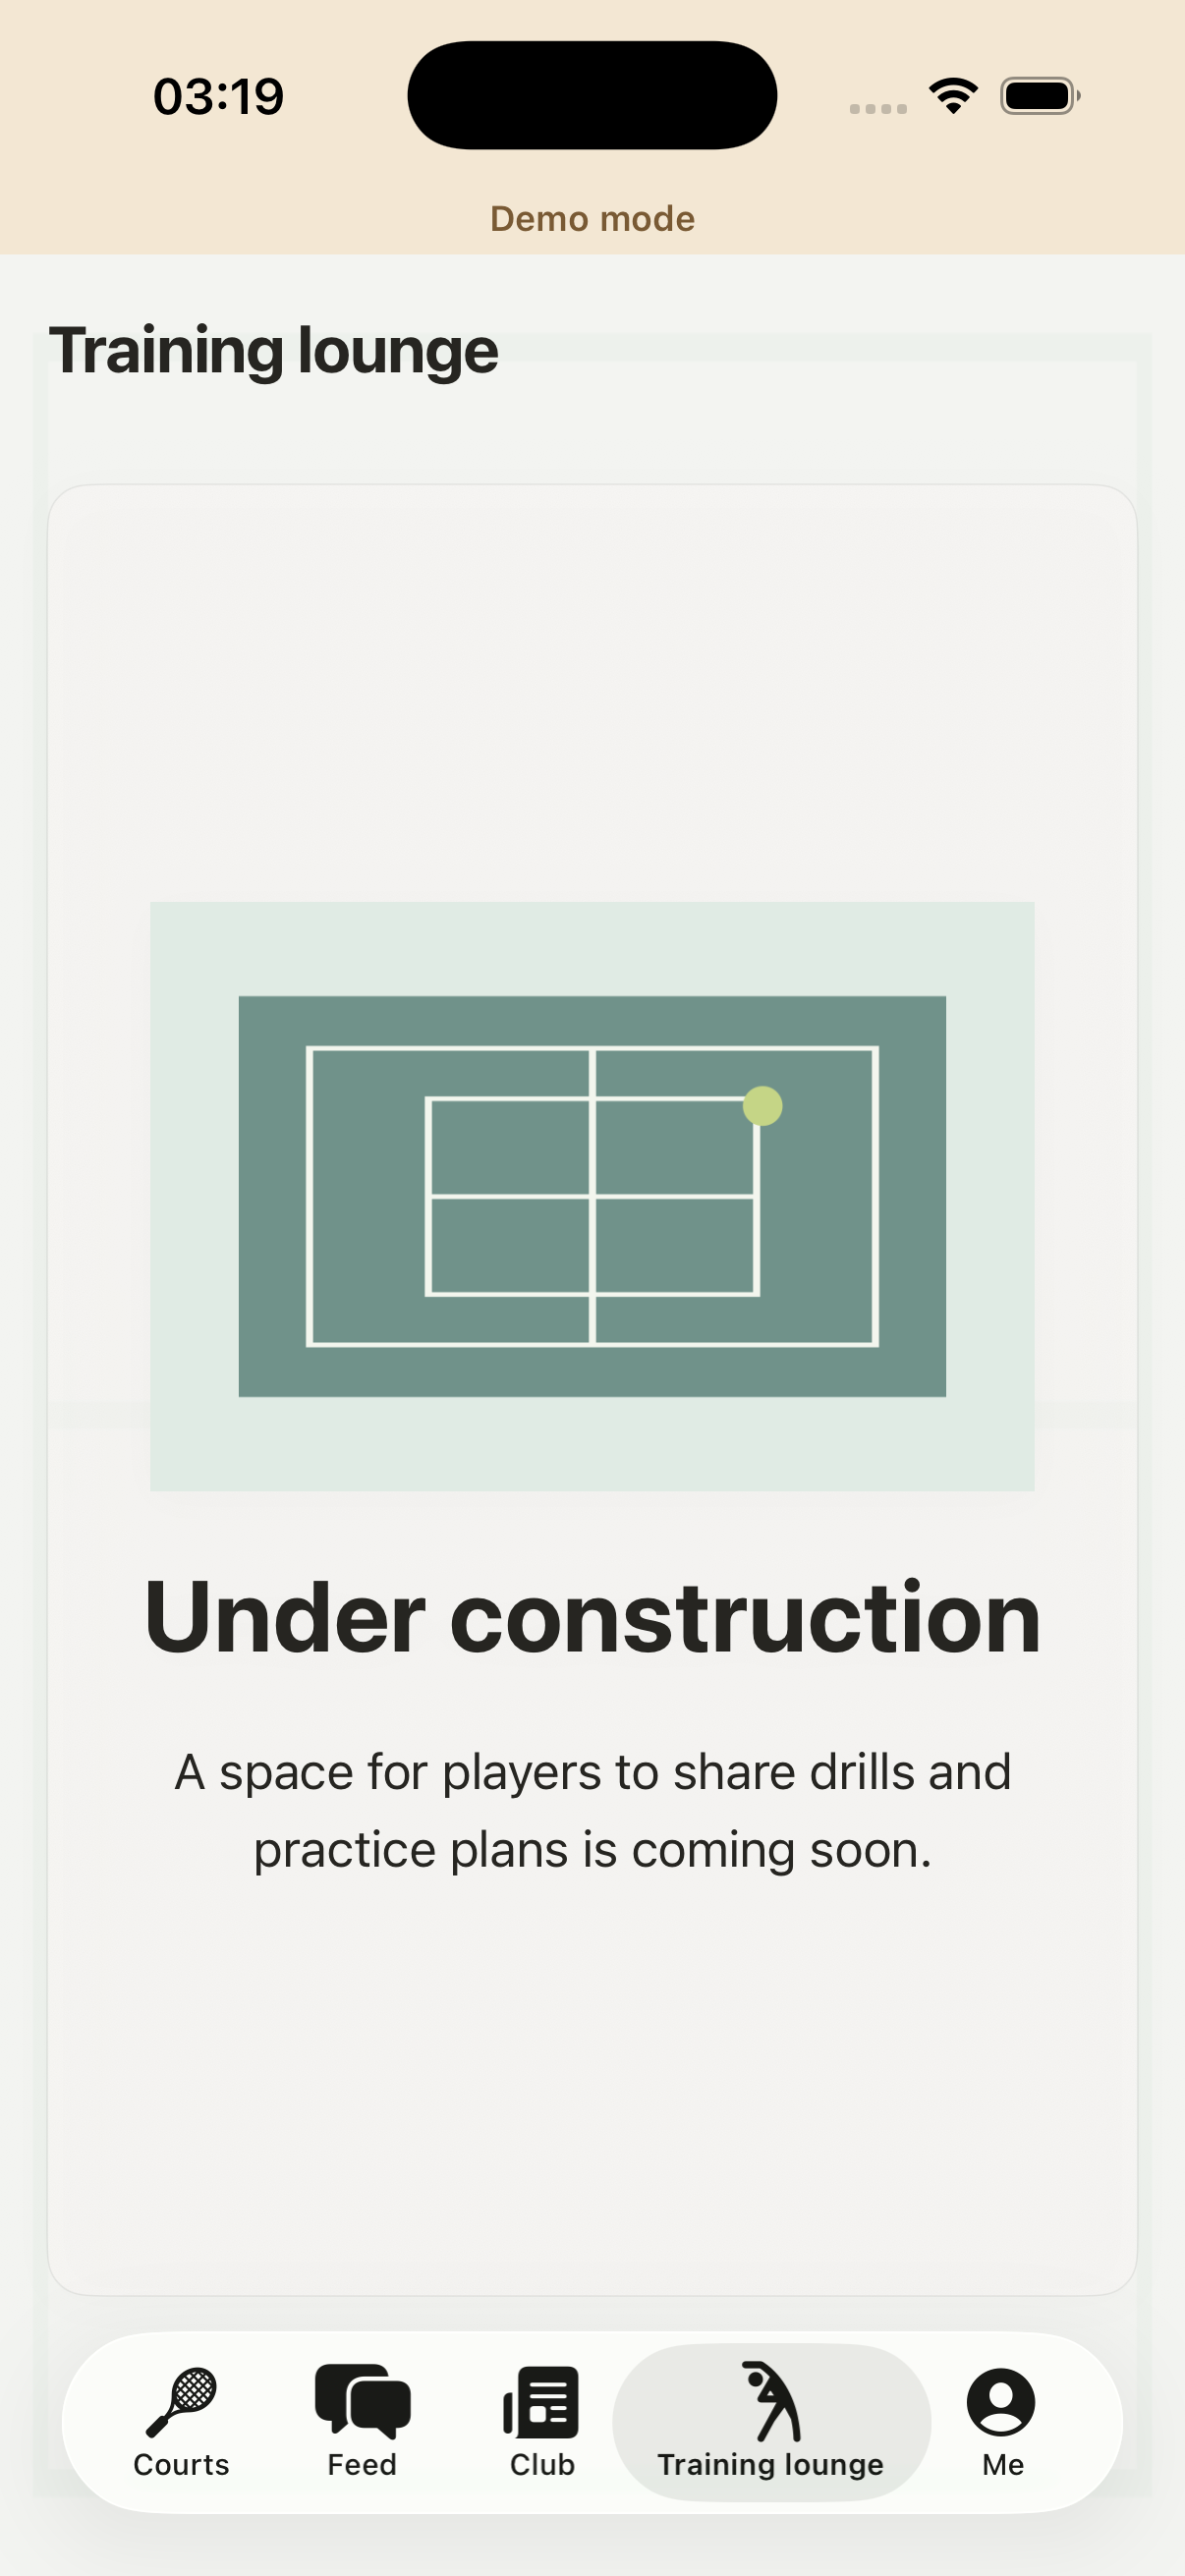 03:19
Demo mode
Training lounge
Under construction
A space for players to share drills and
practice plans is coming soon.
Courts
Feed
Club
Training lounge
Me